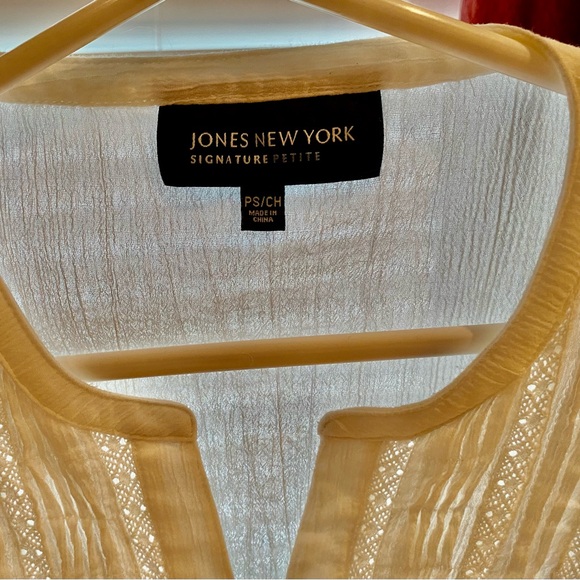 JONES NEW YORK
SIGNATURE PETITE
PS/CH
MADE IN
CHINA